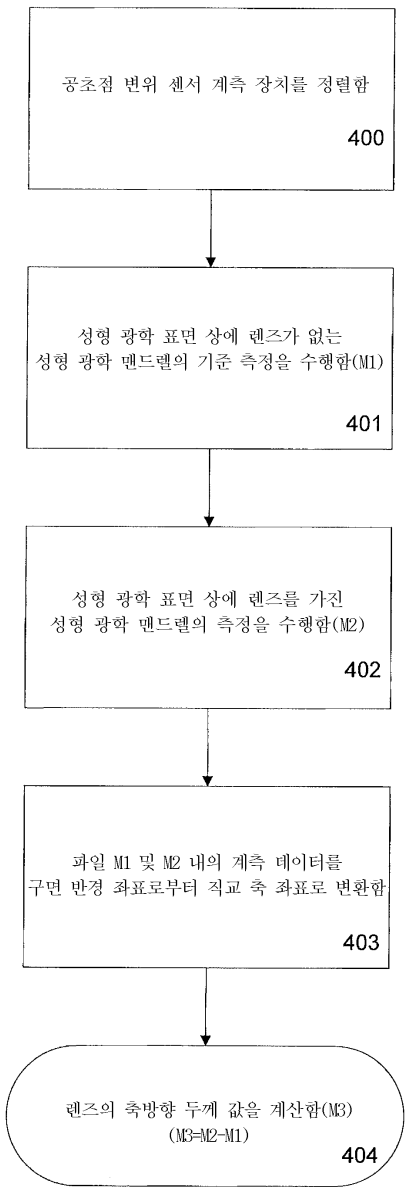 공초점 변위 센서 계측 장치를 정렬함
400
성형 광학 표면 상에 렌즈가 없는
성형 광학 맨드렐의 기준 측정을 수행함(M1)
401
성형 광학 표면 상에 렌즈를 가진
성형 광학 맨드렐의 측정을 수행함(M2)
402
파일 M1 및 M2 내의 계측 데이터를
구면 반경 좌표로부터 직교 축 좌표로 변환함
403
렌즈의 축방향 두께 값을 계산함(M3)
(M3=M2-M1)
404